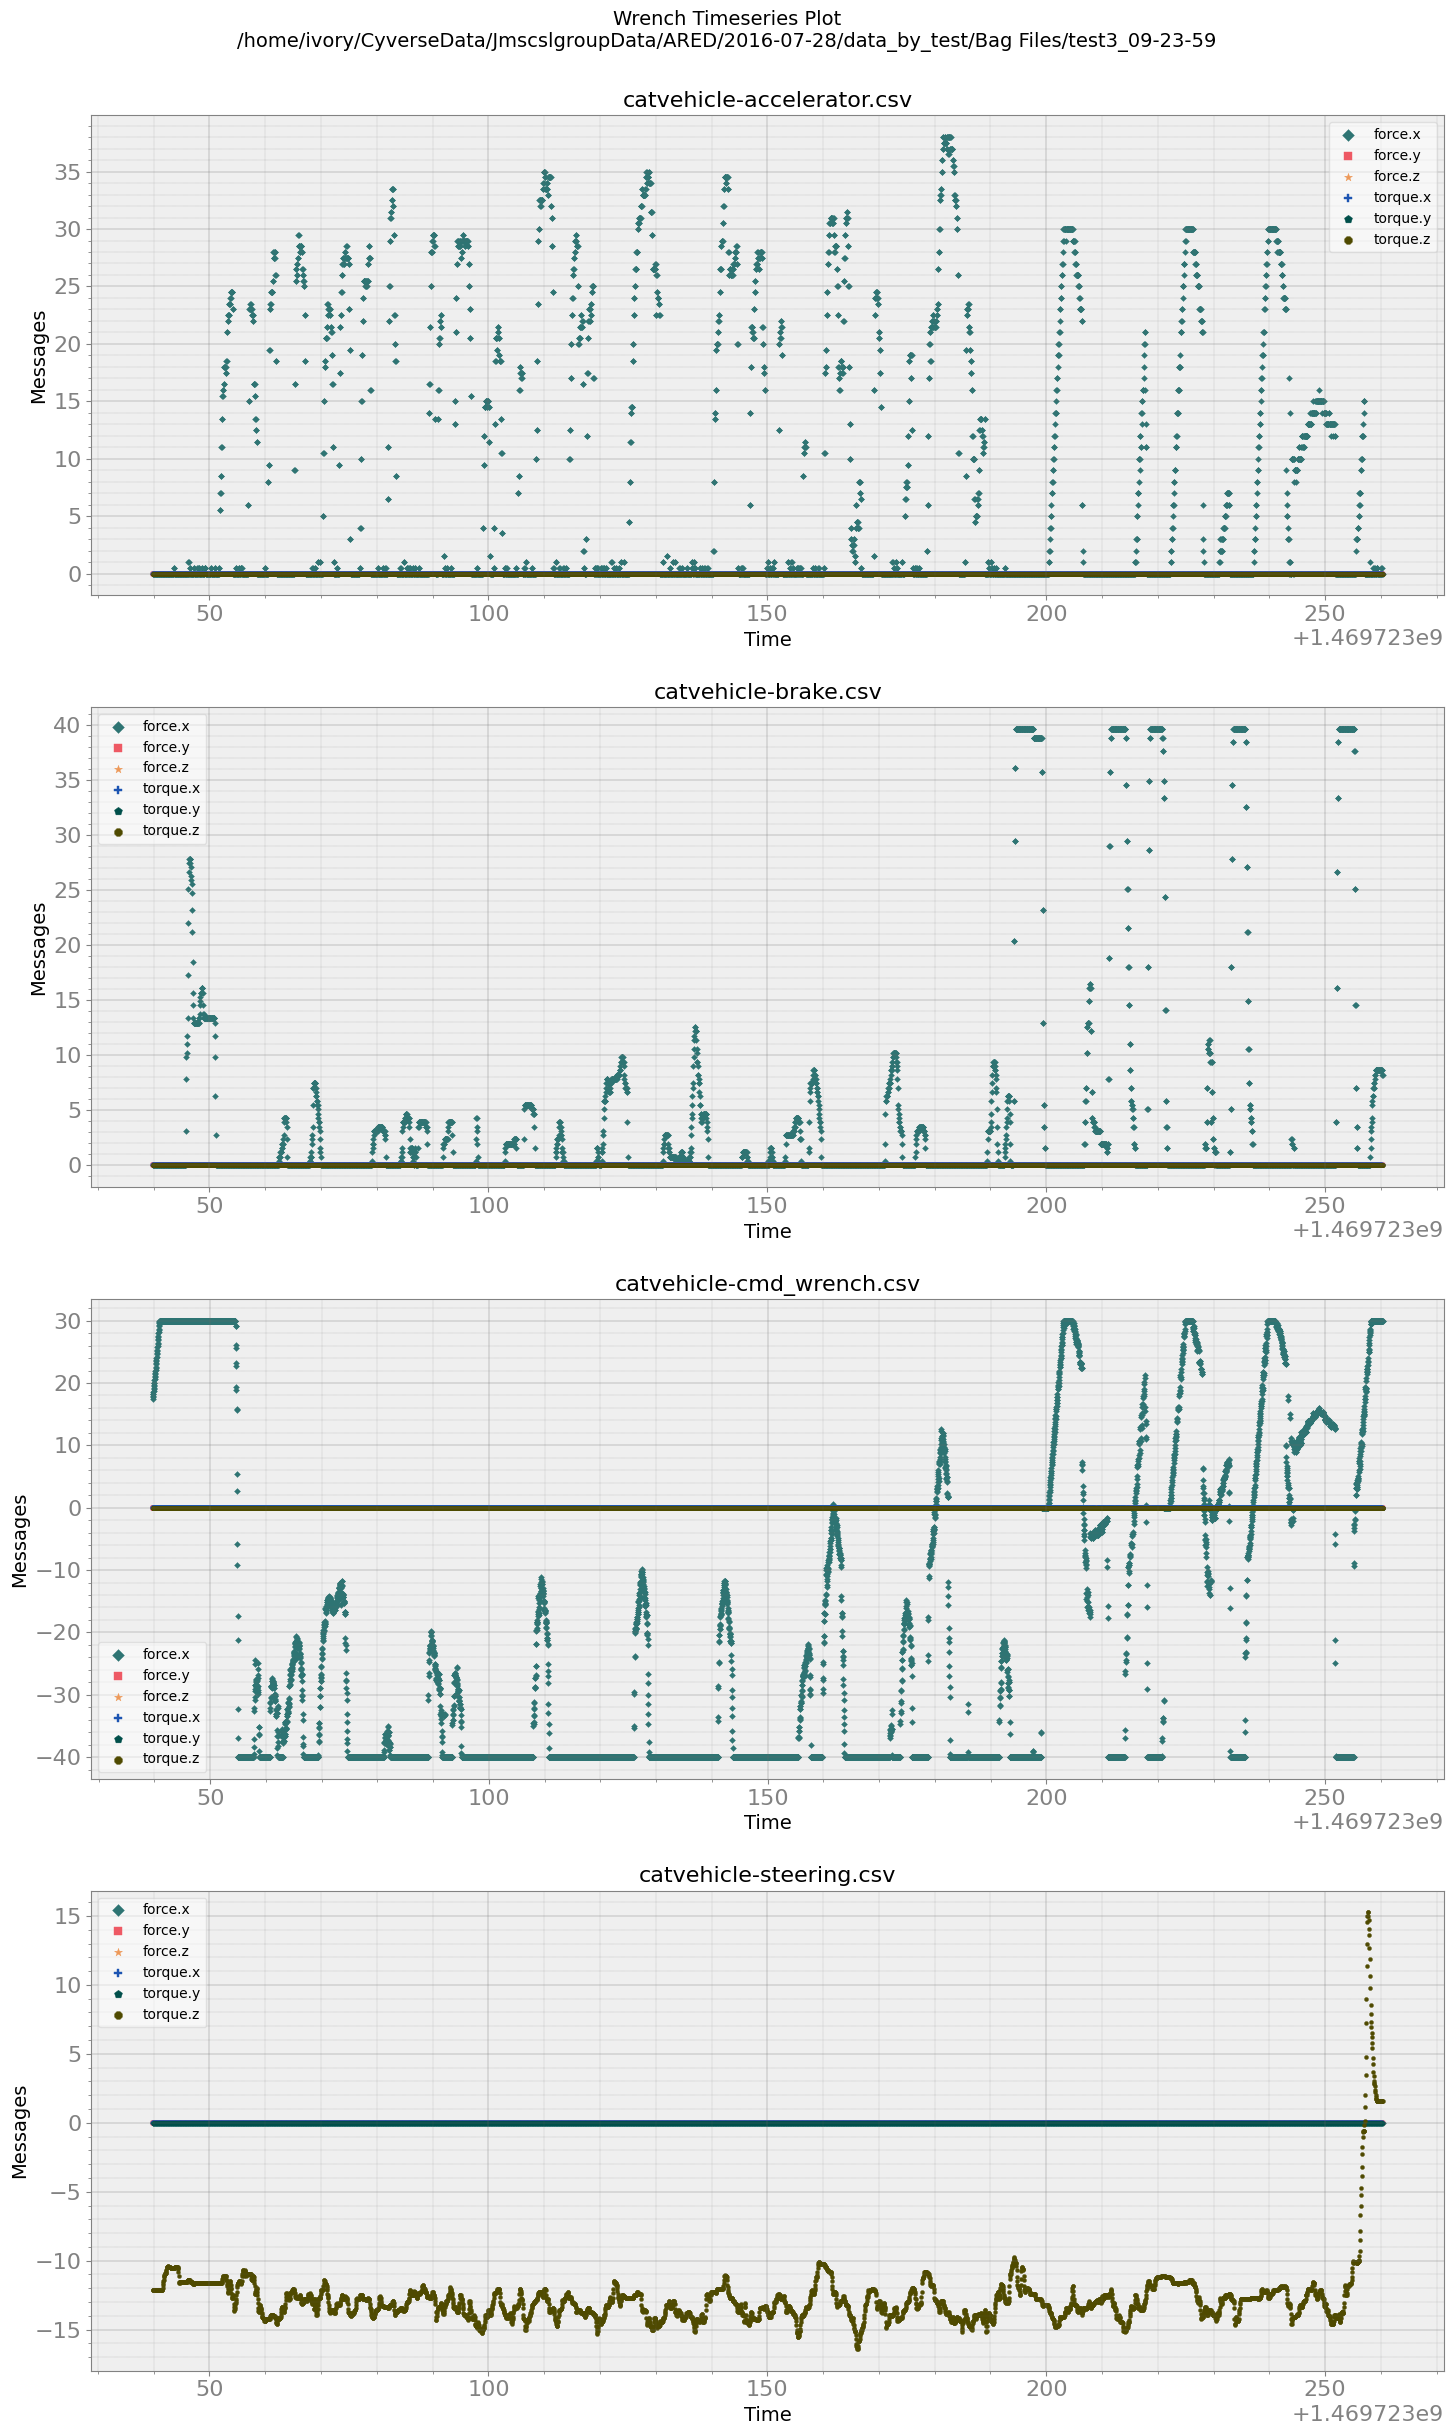 Wrench Timeseries Plot
/home/ivory/CyverseData/JmscslgroupData/ARED/2016-07-28/data_by_test/Bag Files/test3_09-23-59
catvehicle-accelerator.csv
Messages
35
30
25
20
15
10
5
0
force.x
force.y
force.z
torque.x
torque.y
torque.z
50 100 150 200 250
Time
+1.469723e9
catvehicle-brake.csv
Messages
40
35
30
25
20
15
10
5
0
force.x
force.y
force.z
torque.x
torque.y
torque.z
50 100 150 200 250
Time
+1.469723e9
catvehicle-cmd_wrench.csv
Messages
30
20
10
0
−10
−20
−30
−40
force.x
force.y
force.z
torque.x
torque.y
torque.z
50 100 150 200 250
Time
+1.469723e9
catvehicle-steering.csv
Messages
15
10
5
0
−5
−10
−15
force.x
force.y
force.z
torque.x
torque.y
torque.z
50 100 150 200 250
Time
+1.469723e9